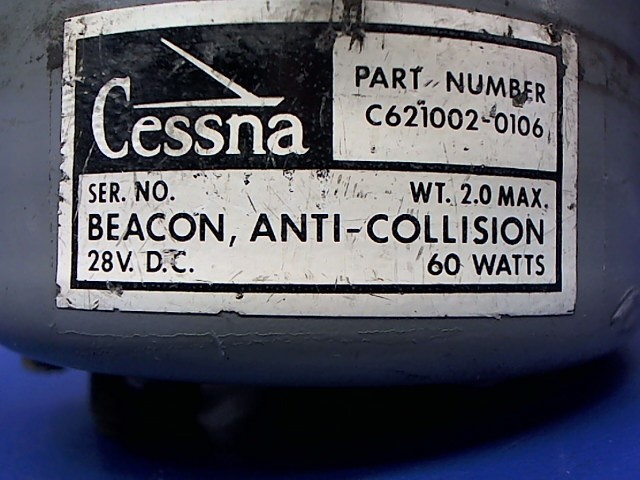 Cessna
PART NUMBER
C621002-0106
SER. NO. WT. 2.0 MAX.
BEACON, ANTI-COLLISION
28V. D.C. 60 WATTS